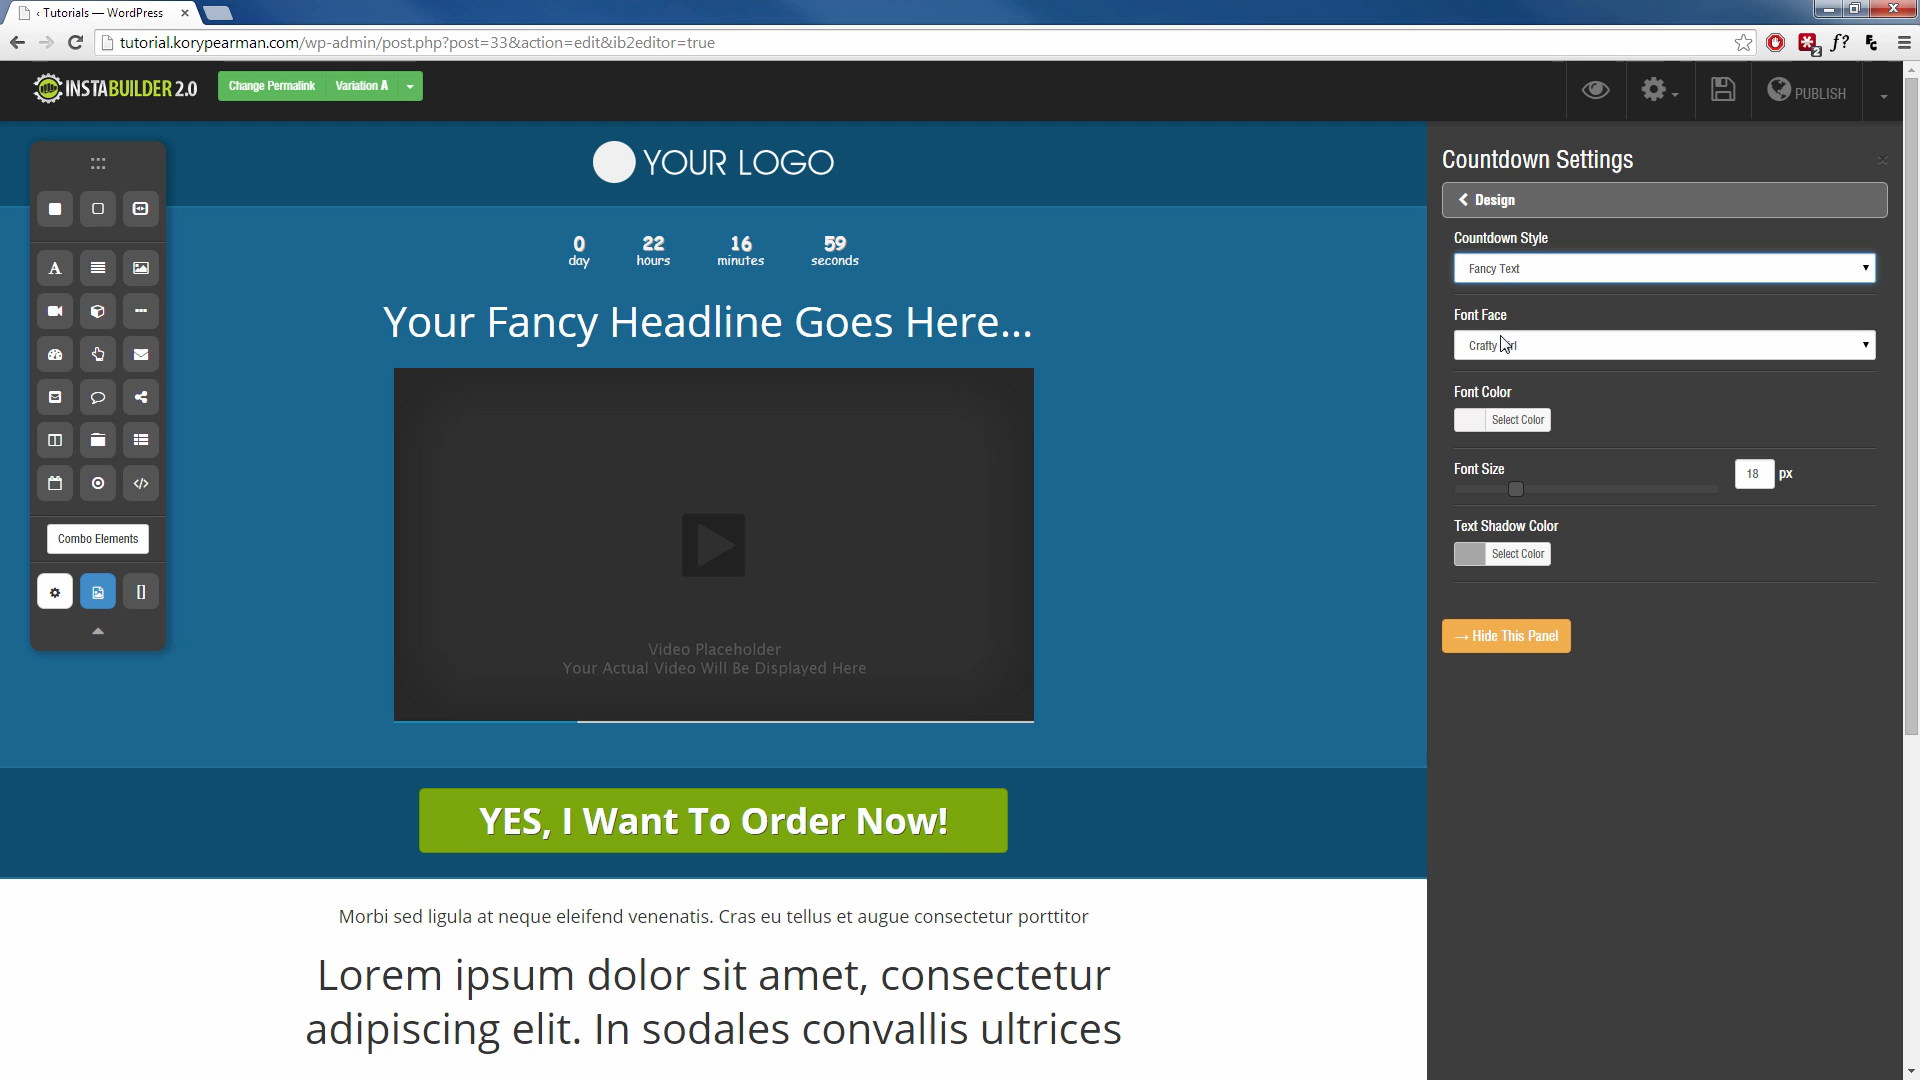 ‹ Tutorials — WordPress
tutorial.korypearman.com/wp-admin/post.php?post=33&action=edit&ib2editor=true
2
f?
INSTABUILDER 2.0
Change Permalink
Variation A
PUBLISH
YOUR LOGO
0
day
22
hours
16
minutes
59
seconds
Your Fancy Headline Goes Here...
Video Placeholder
Your Actual Video Will Be Displayed Here
YES, I Want To Order Now!
Morbi sed ligula at neque eleifend venenatis. Cras eu tellus et augue consectetur porttitor
Lorem ipsum dolor sit amet, consectetur
adipiscing elit. In sodales convallis ultrices
A
Combo Elements
[]
Countdown Settings
Design
Countdown Style
Fancy Text
Font Face
Crafty
Font Color
Select Color
Font Size
18 px
Text Shadow Color
Select Color
→ Hide This Panel